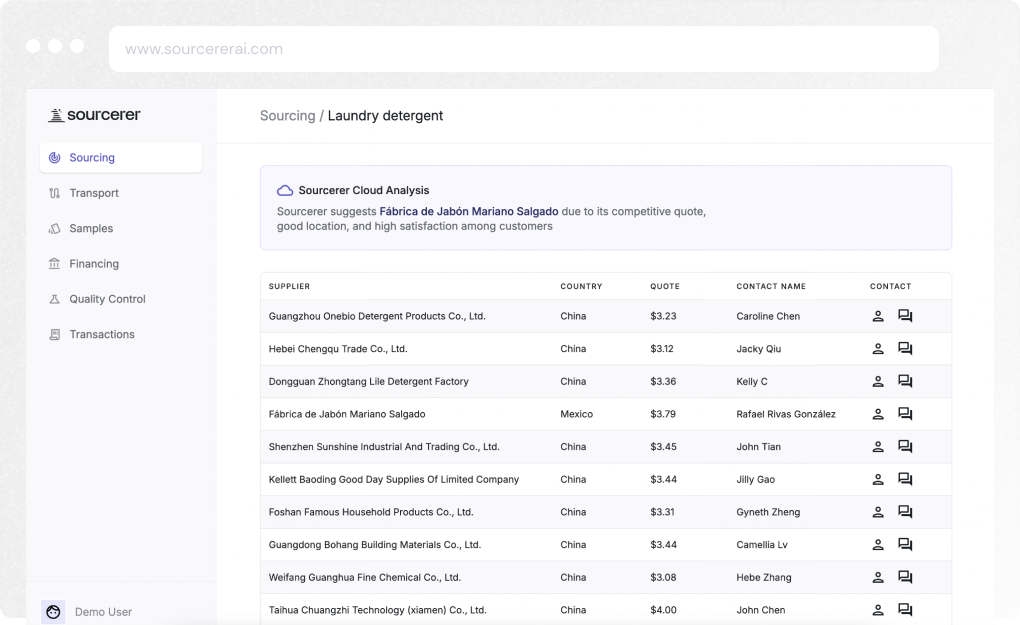 www.sourcererai.com
sourcerer
Sourcing / Laundry detergent
Sourcing
Transport
Samples
Financing
Quality Control
Transactions
Sourcerer Cloud Analysis
Sourcerer suggests Fábrica de Jabón Mariano Salgado due to its competitive quote,
good location, and high satisfaction among customers
SUPPLIER COUNTRY QUOTE CONTACT NAME CONTACT
Guangzhou Onebio Detergent Products Co., Ltd. China $3.23 Caroline Chen
Hebei Chengqu Trade Co., Ltd. China $3.12 Jacky Qiu
Dongguan Zhongtang Lile Detergent Factory China $3.36 Kelly C
Fábrica de Jabón Mariano Salgado Mexico $3.79 Rafael Rivas González
Shenzhen Sunshine Industrial And Trading Co., Ltd. China $3.45 John Tian
Kellett Baoding Good Day Supplies Of Limited Company China $3.44 Jilly Gao
Foshan Famous Household Products Co., Ltd. China $3.31 Gyneth Zheng
Guangdong Bohang Building Materials Co., Ltd. China $3.44 Camellia Lv
Weifang Guanghua Fine Chemical Co., Ltd. China $3.08 Hebe Zhang
Taihua Chuangzhi Technology (xiamen) Co., Ltd. China $4.00 John Chen
Demo User